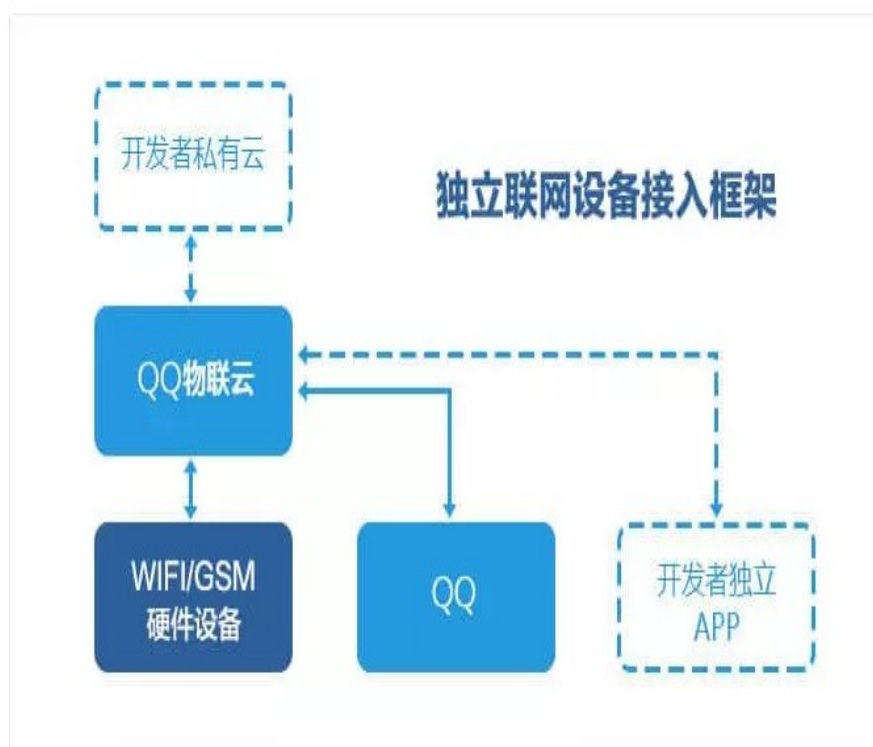 开发者私有云
独立联网设备接入框架
QQ物联云
WIFI/GSM
硬件设备
QQ
开发者独立
APP